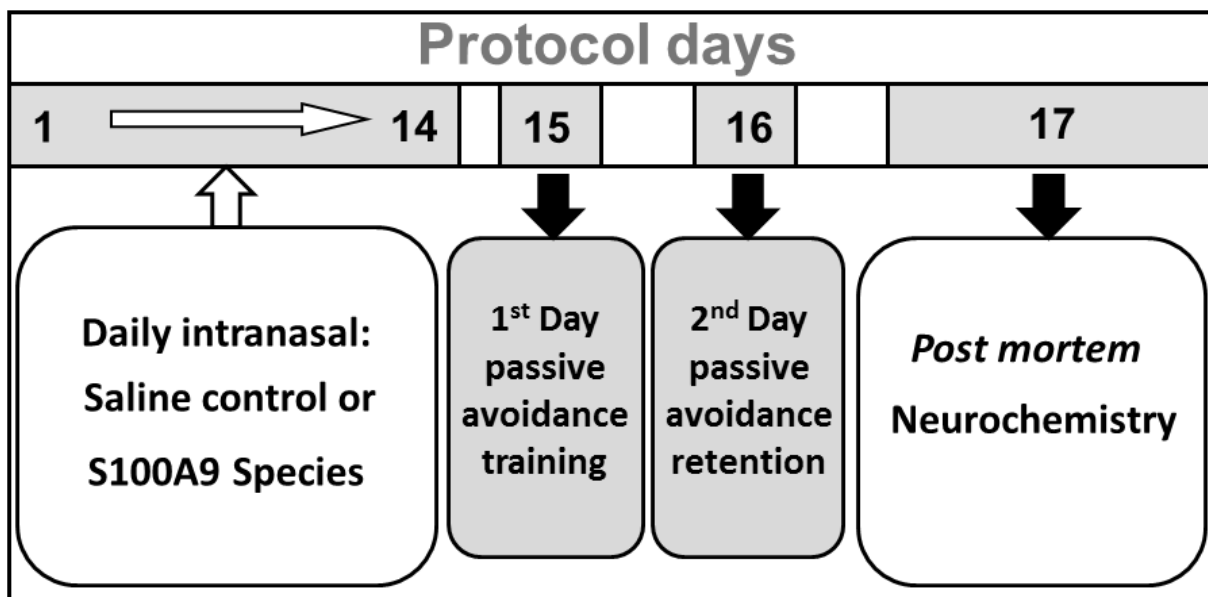 Protocol days
1 14 15 16 17
Daily intranasal:
Saline control or
S100A9 Species
1st Day
passive
avoidance
training
2nd Day
passive
avoidance
retention
Post mortem
Neurochemistry